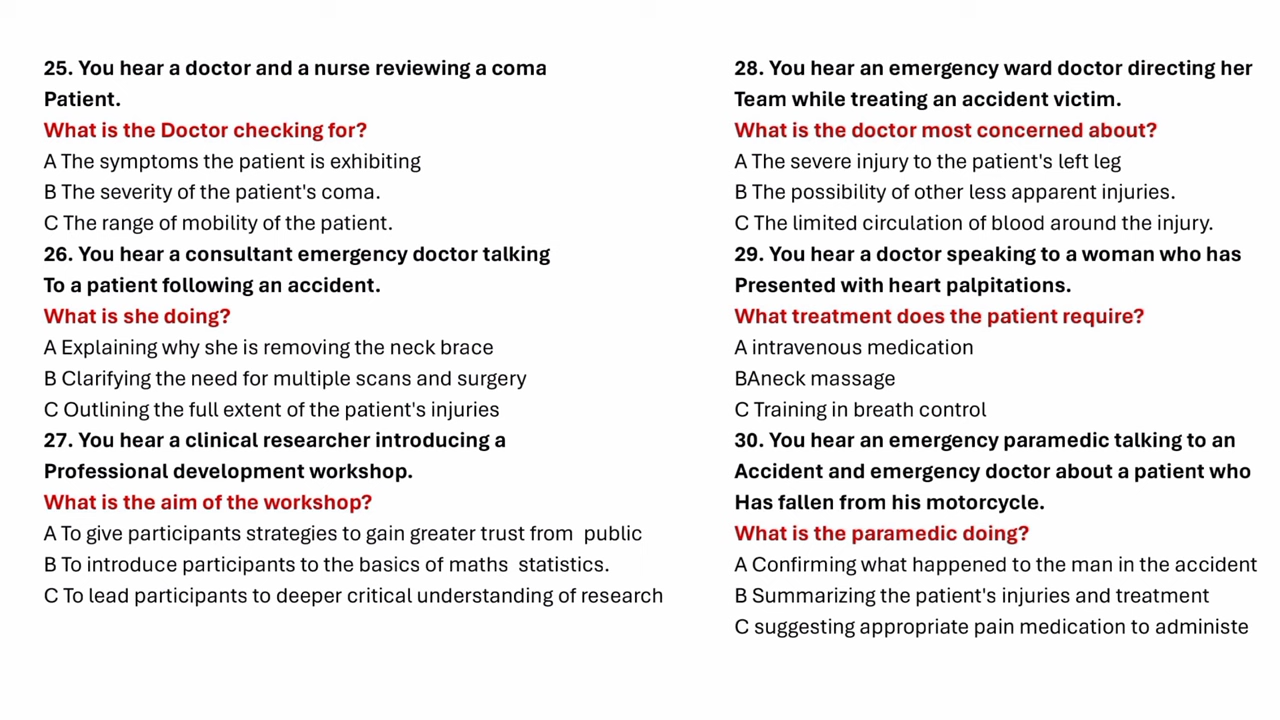 25. You hear a doctor and a nurse reviewing a coma
Patient.
What is the Doctor checking for?
A The symptoms the patient is exhibiting
B The severity of the patient's coma.
C The range of mobility of the patient.
26. You hear a consultant emergency doctor talking
To a patient following an accident.
What is she doing?
A Explaining why she is removing the neck brace
B Clarifying the need for multiple scans and surgery
C Outlining the full extent of the patient's injuries
27. You hear a clinical researcher introducing a
Professional development workshop.
What is the aim of the workshop?
A To give participants strategies to gain greater trust from  public
B To introduce participants to the basics of maths  statistics.
C To lead participants to deeper critical understanding of research
28. You hear an emergency ward doctor directing her
Team while treating an accident victim.
What is the doctor most concerned about?
A The severe injury to the patient's left leg
B The possibility of other less apparent injuries.
C The limited circulation of blood around the injury.
29. You hear a doctor speaking to a woman who has
Presented with heart palpitations.
What treatment does the patient require?
A intravenous medication
BAneck massage
C Training in breath control
30. You hear an emergency paramedic talking to an
Accident and emergency doctor about a patient who
Has fallen from his motorcycle.
What is the paramedic doing?
A Confirming what happened to the man in the accident
B Summarizing the patient's injuries and treatment
C suggesting appropriate pain medication to administe